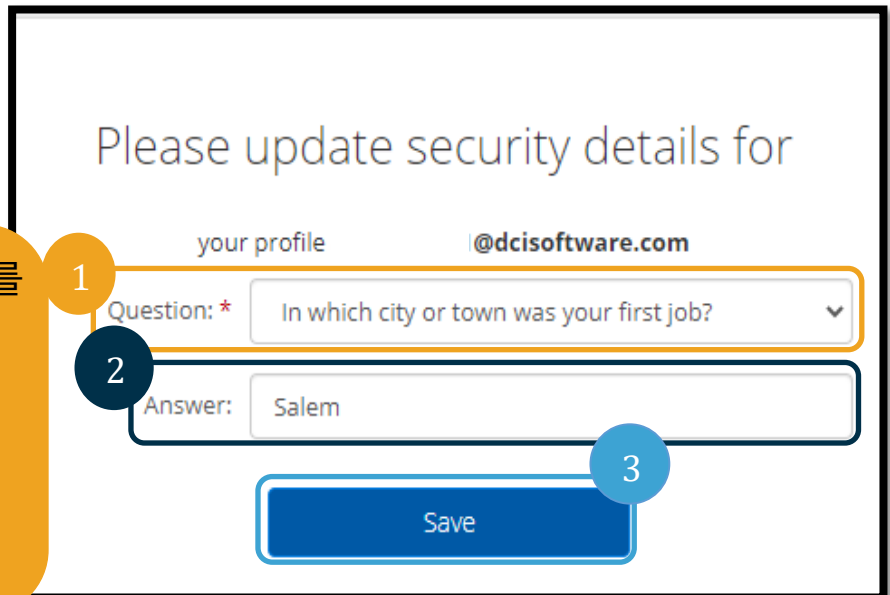 Please update security details for
your profile @dcisoftware.com
를
1
Question: * In which city or town was your first job?
2
Answer: Salem
3
Save